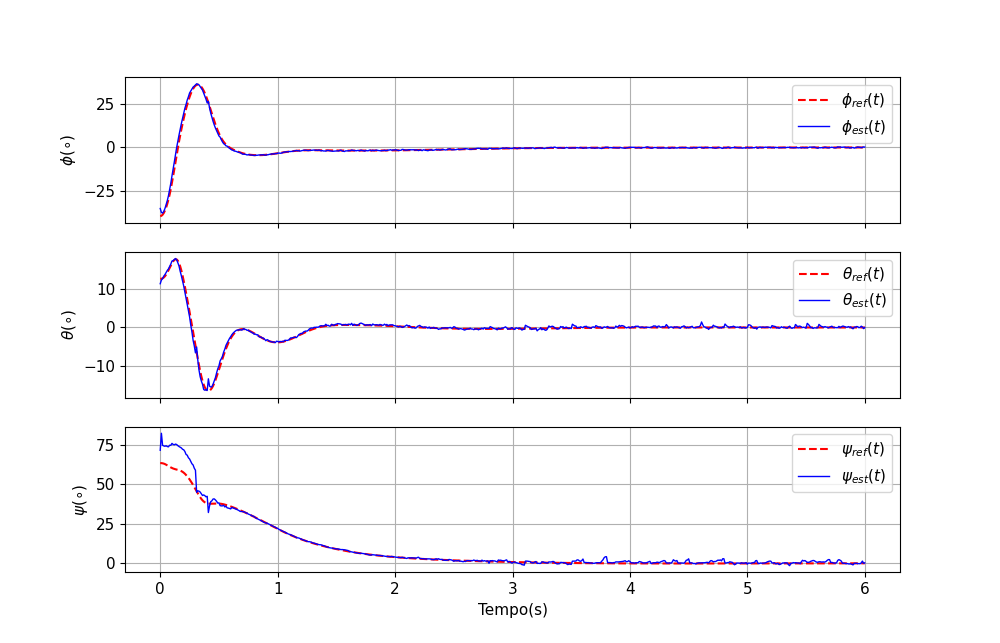 ϕ(∘)
25
0
−25
ϕref(t)
ϕest(t)
θ(∘)
10
0
−10
θref(t)
θest(t)
ψ(∘)
75
50
25
0
ψref(t)
ψest(t)
0 1 2 3 4 5 6
Tempo(s)